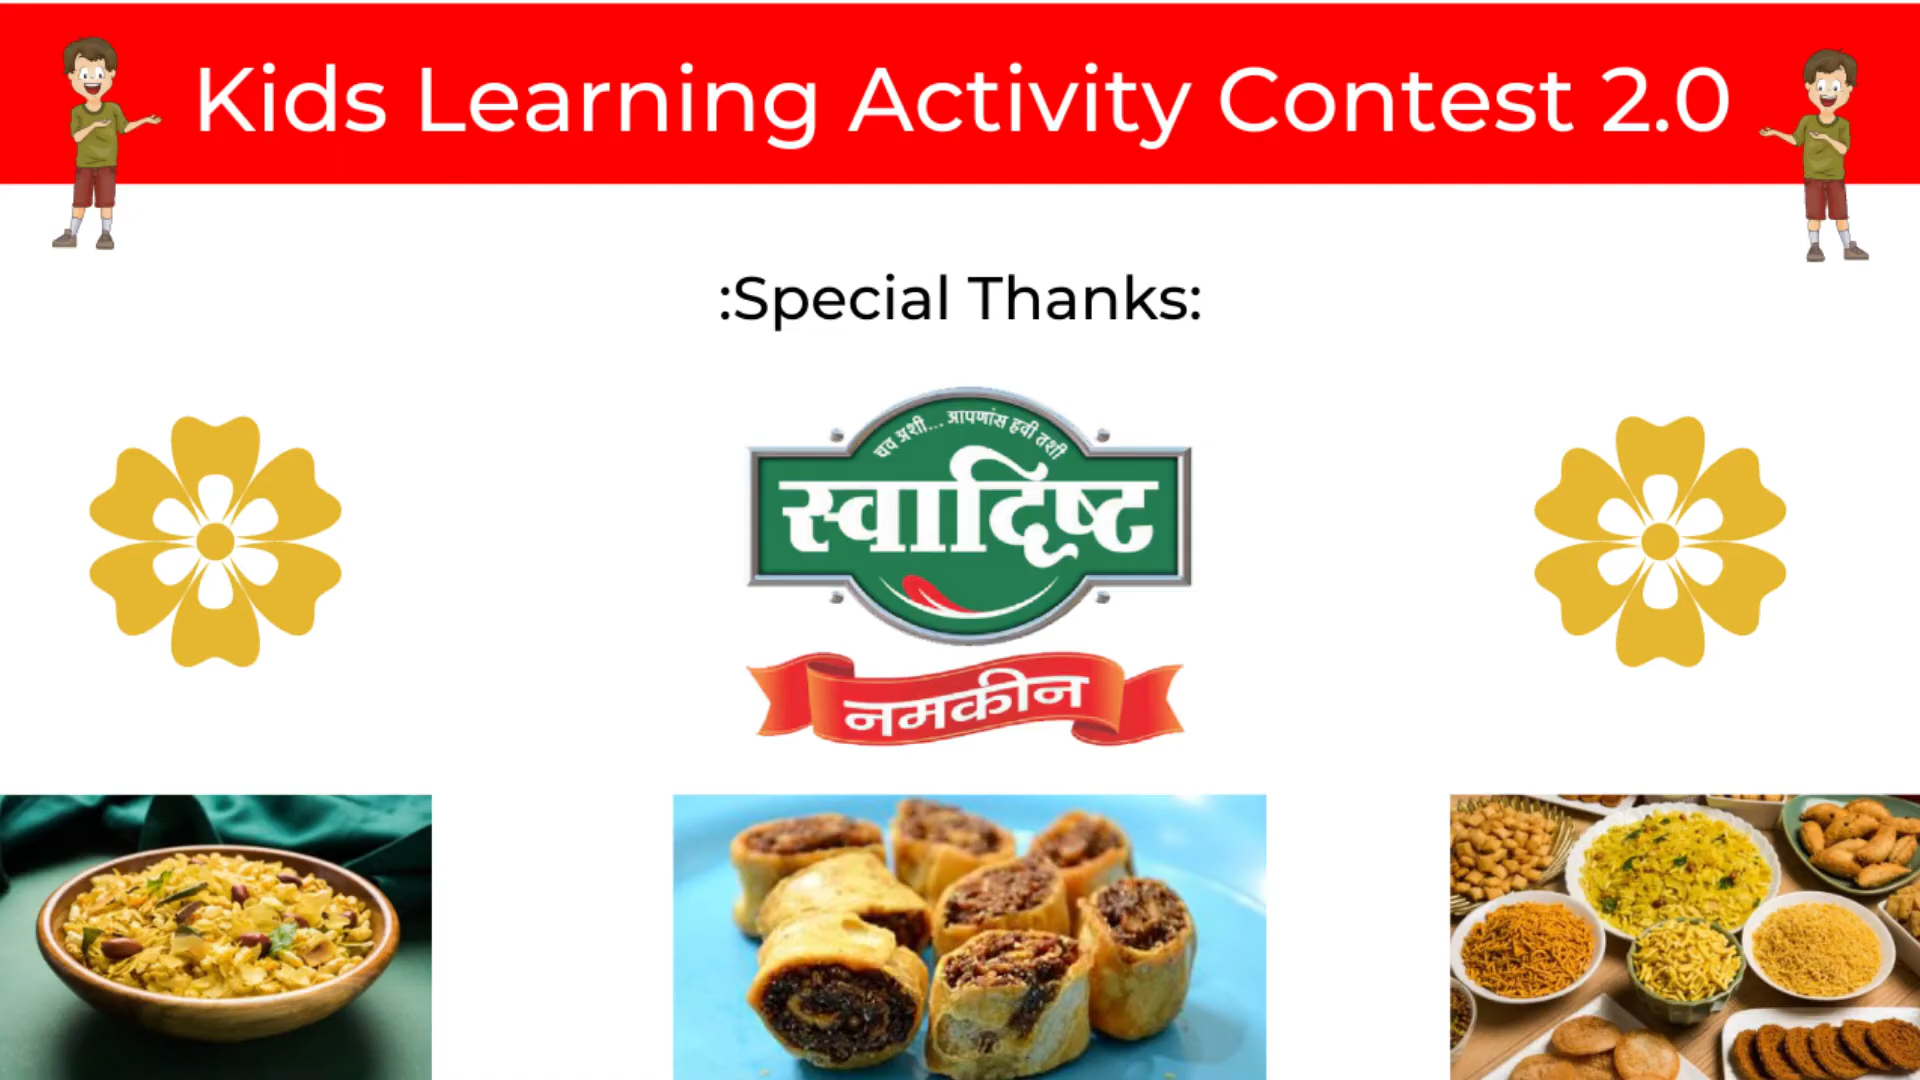 Kids Learning Activity Contest 2.0
:Special Thanks:
चव अशी... आपणांस हवी तशी
स्वादिष्ट
नमकीन